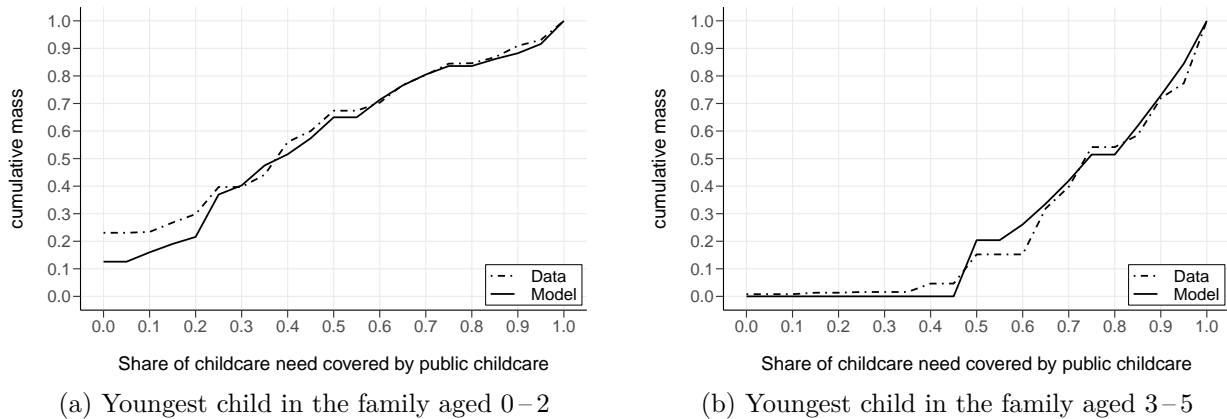 1.0
0.9
0.8
0.7
0.6
0.5
0.4
0.3
0.2
0.1
0.0
cumulative mass
Data
Model
0.0 0.1 0.2 0.3 0.4 0.5 0.6 0.7 0.8 0.9 1.0
Share of childcare need covered by public childcare
(a) Youngest child in the family aged 0–2
1.0
0.9
0.8
0.7
0.6
0.5
0.4
0.3
0.2
0.1
0.0
cumulative mass
Data
Model
0.0 0.1 0.2 0.3 0.4 0.5 0.6 0.7 0.8 0.9 1.0
Share of childcare need covered by public childcare
(b) Youngest child in the family aged 3–5